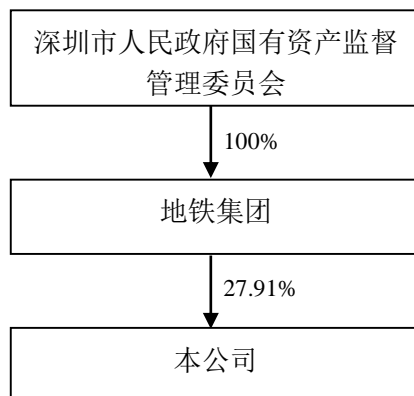 深圳市人民政府国有资产监督
管理委员会
100%
地铁集团
27.91%
本公司